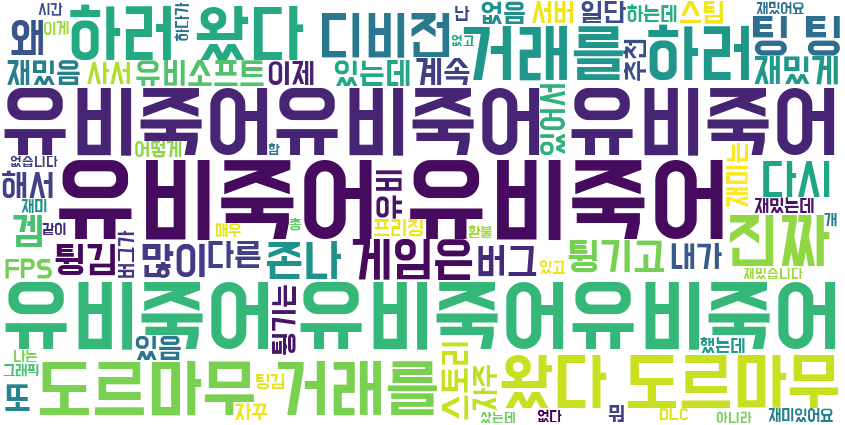 시간 하다가 난 없음 서버 일단 하는데 스팀 재밌어요
왜 이게 하러 왔다 디비전 없고 거래를 추천 하러 팅 팅
재밌음 사서 유비소프트 이제 있는데 계속 재밌게
유비죽어유비죽어 있어 유비죽어
없습니다 어떻게 함
해서 유비죽어 유비 유비죽어 재미는 다시
재미 재밌는데
겜 같이 버그가 매우 총 프리징 환불 진짜 개
FPS 튕김 많이 다른 존나 게임은 버그 있고 튕기고 내가 재밌습니다
유비죽어 튕기는 유비죽어유비죽어
있음 했는데
나는 그래픽 스토리
또 도르마무 팅김 거래를 자주 왔다 도르마무
자꾸 샀는데 없다 뭔 DLC 아니라 재미있어요